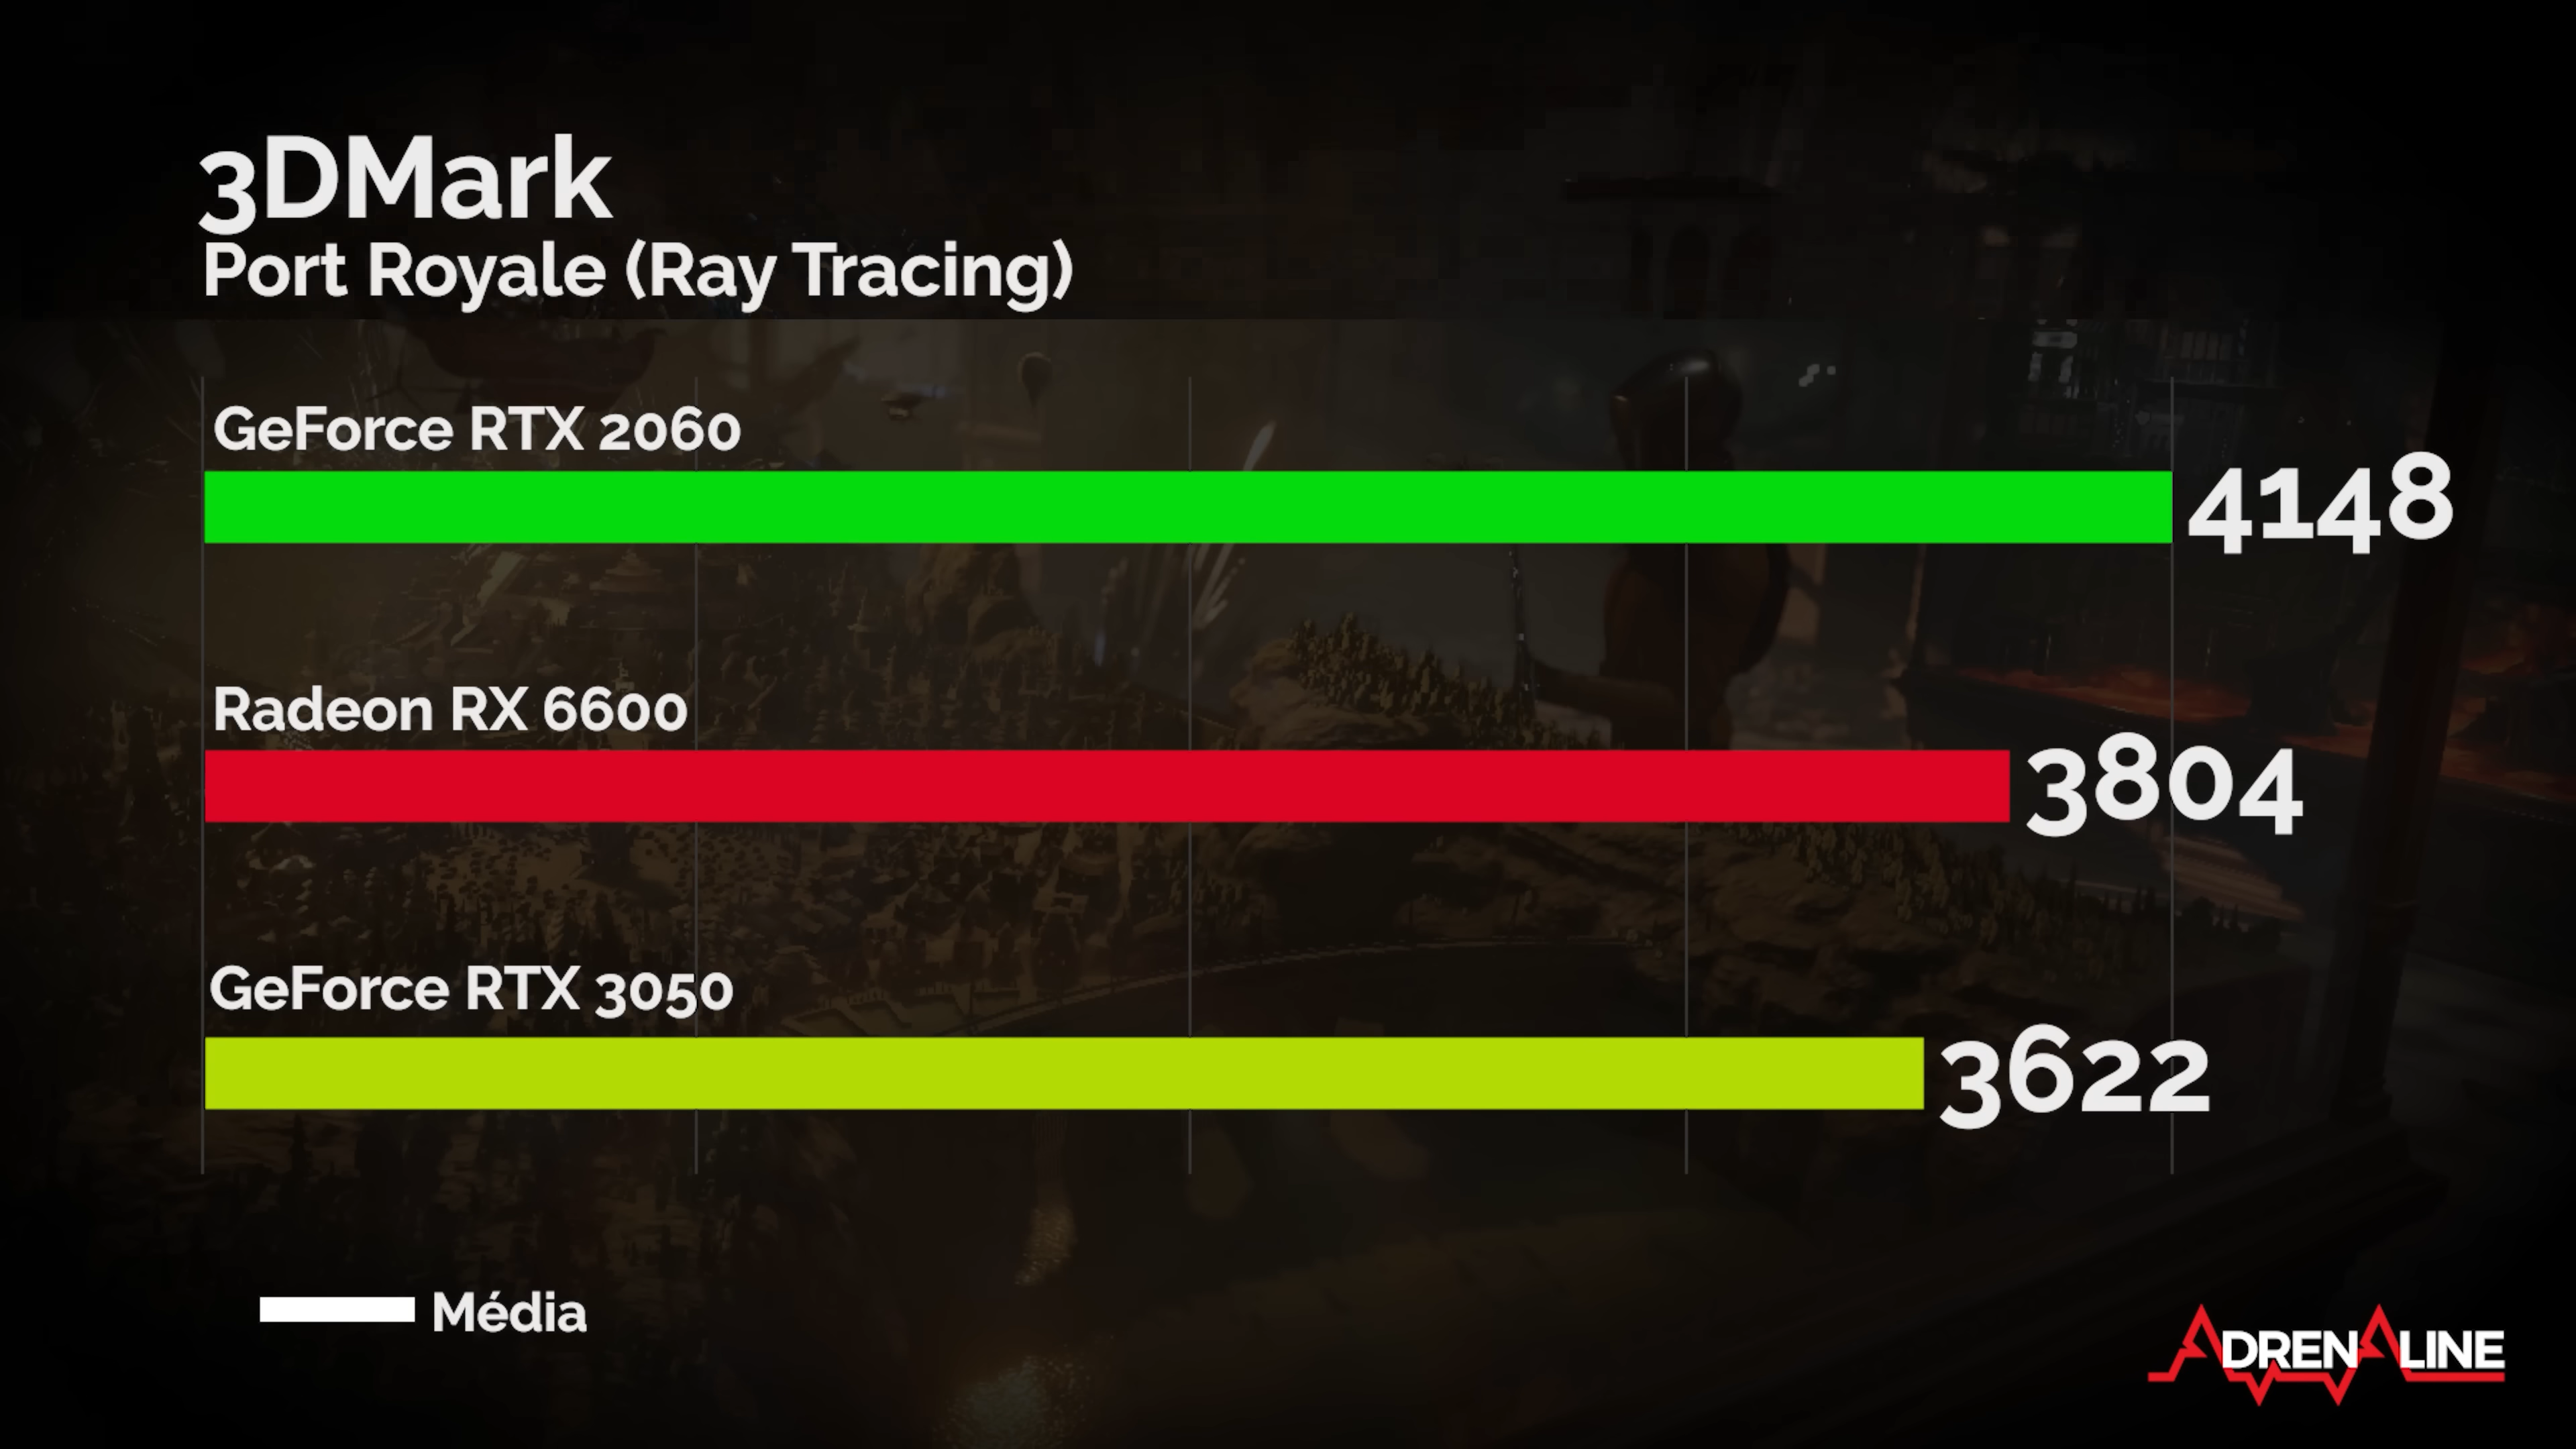 3DMark
Port Royale (Ray Tracing)
GeForce RTX 2060
4148
Radeon RX 6600
3804
GeForce RTX 3050
3622
Média
ADRENALINE